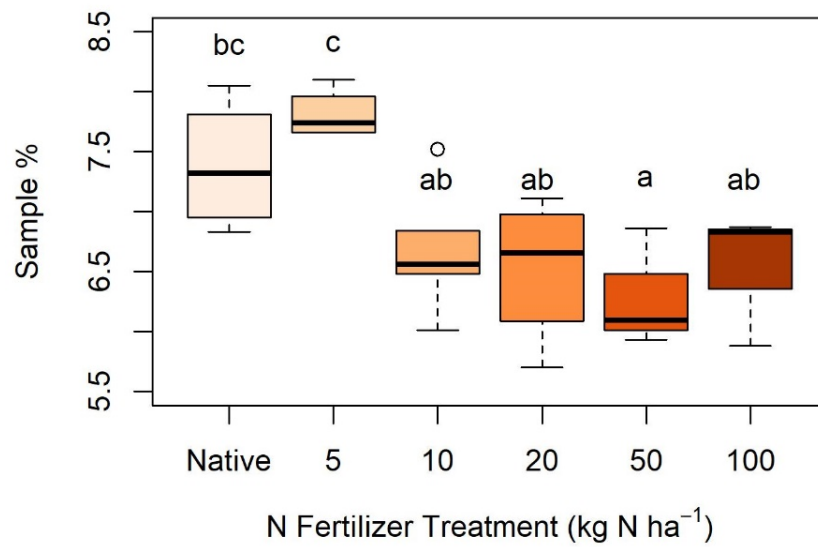 8.5
7.5
6.5
5.5
Sample %
bc
c
ab
ab
a
ab
Native 5 10 20 50 100
N Fertilizer Treatment (kg N ha⁻¹)